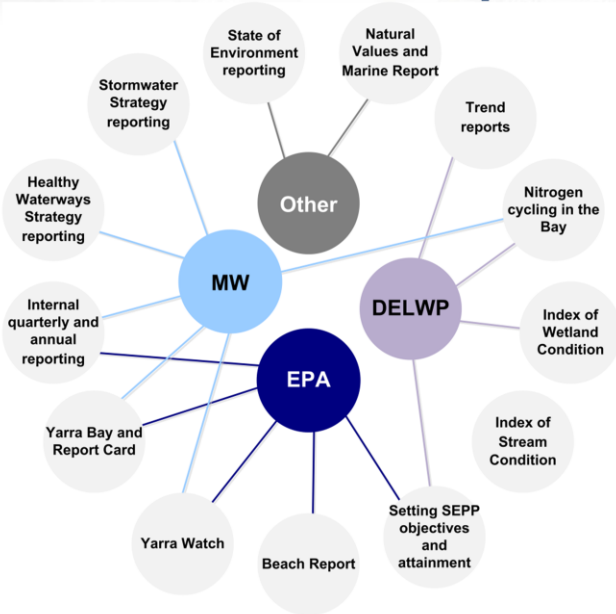 State of
Environment
reporting
Natural
Values and
Marine Report
Stormwater
Strategy
reporting
Trend
reports
Healthy
Waterways
Strategy
reporting
Other
Nitrogen
cycling in the
Bay
MW
DELWP
Internal
quarterly and
annual
reporting
Index of
Wetland
Condition
EPA
Yarra Bay and
Report Card
Index of
Stream
Condition
Setting SEPP
objectives
and
attainment
Yarra Watch
Beach Report